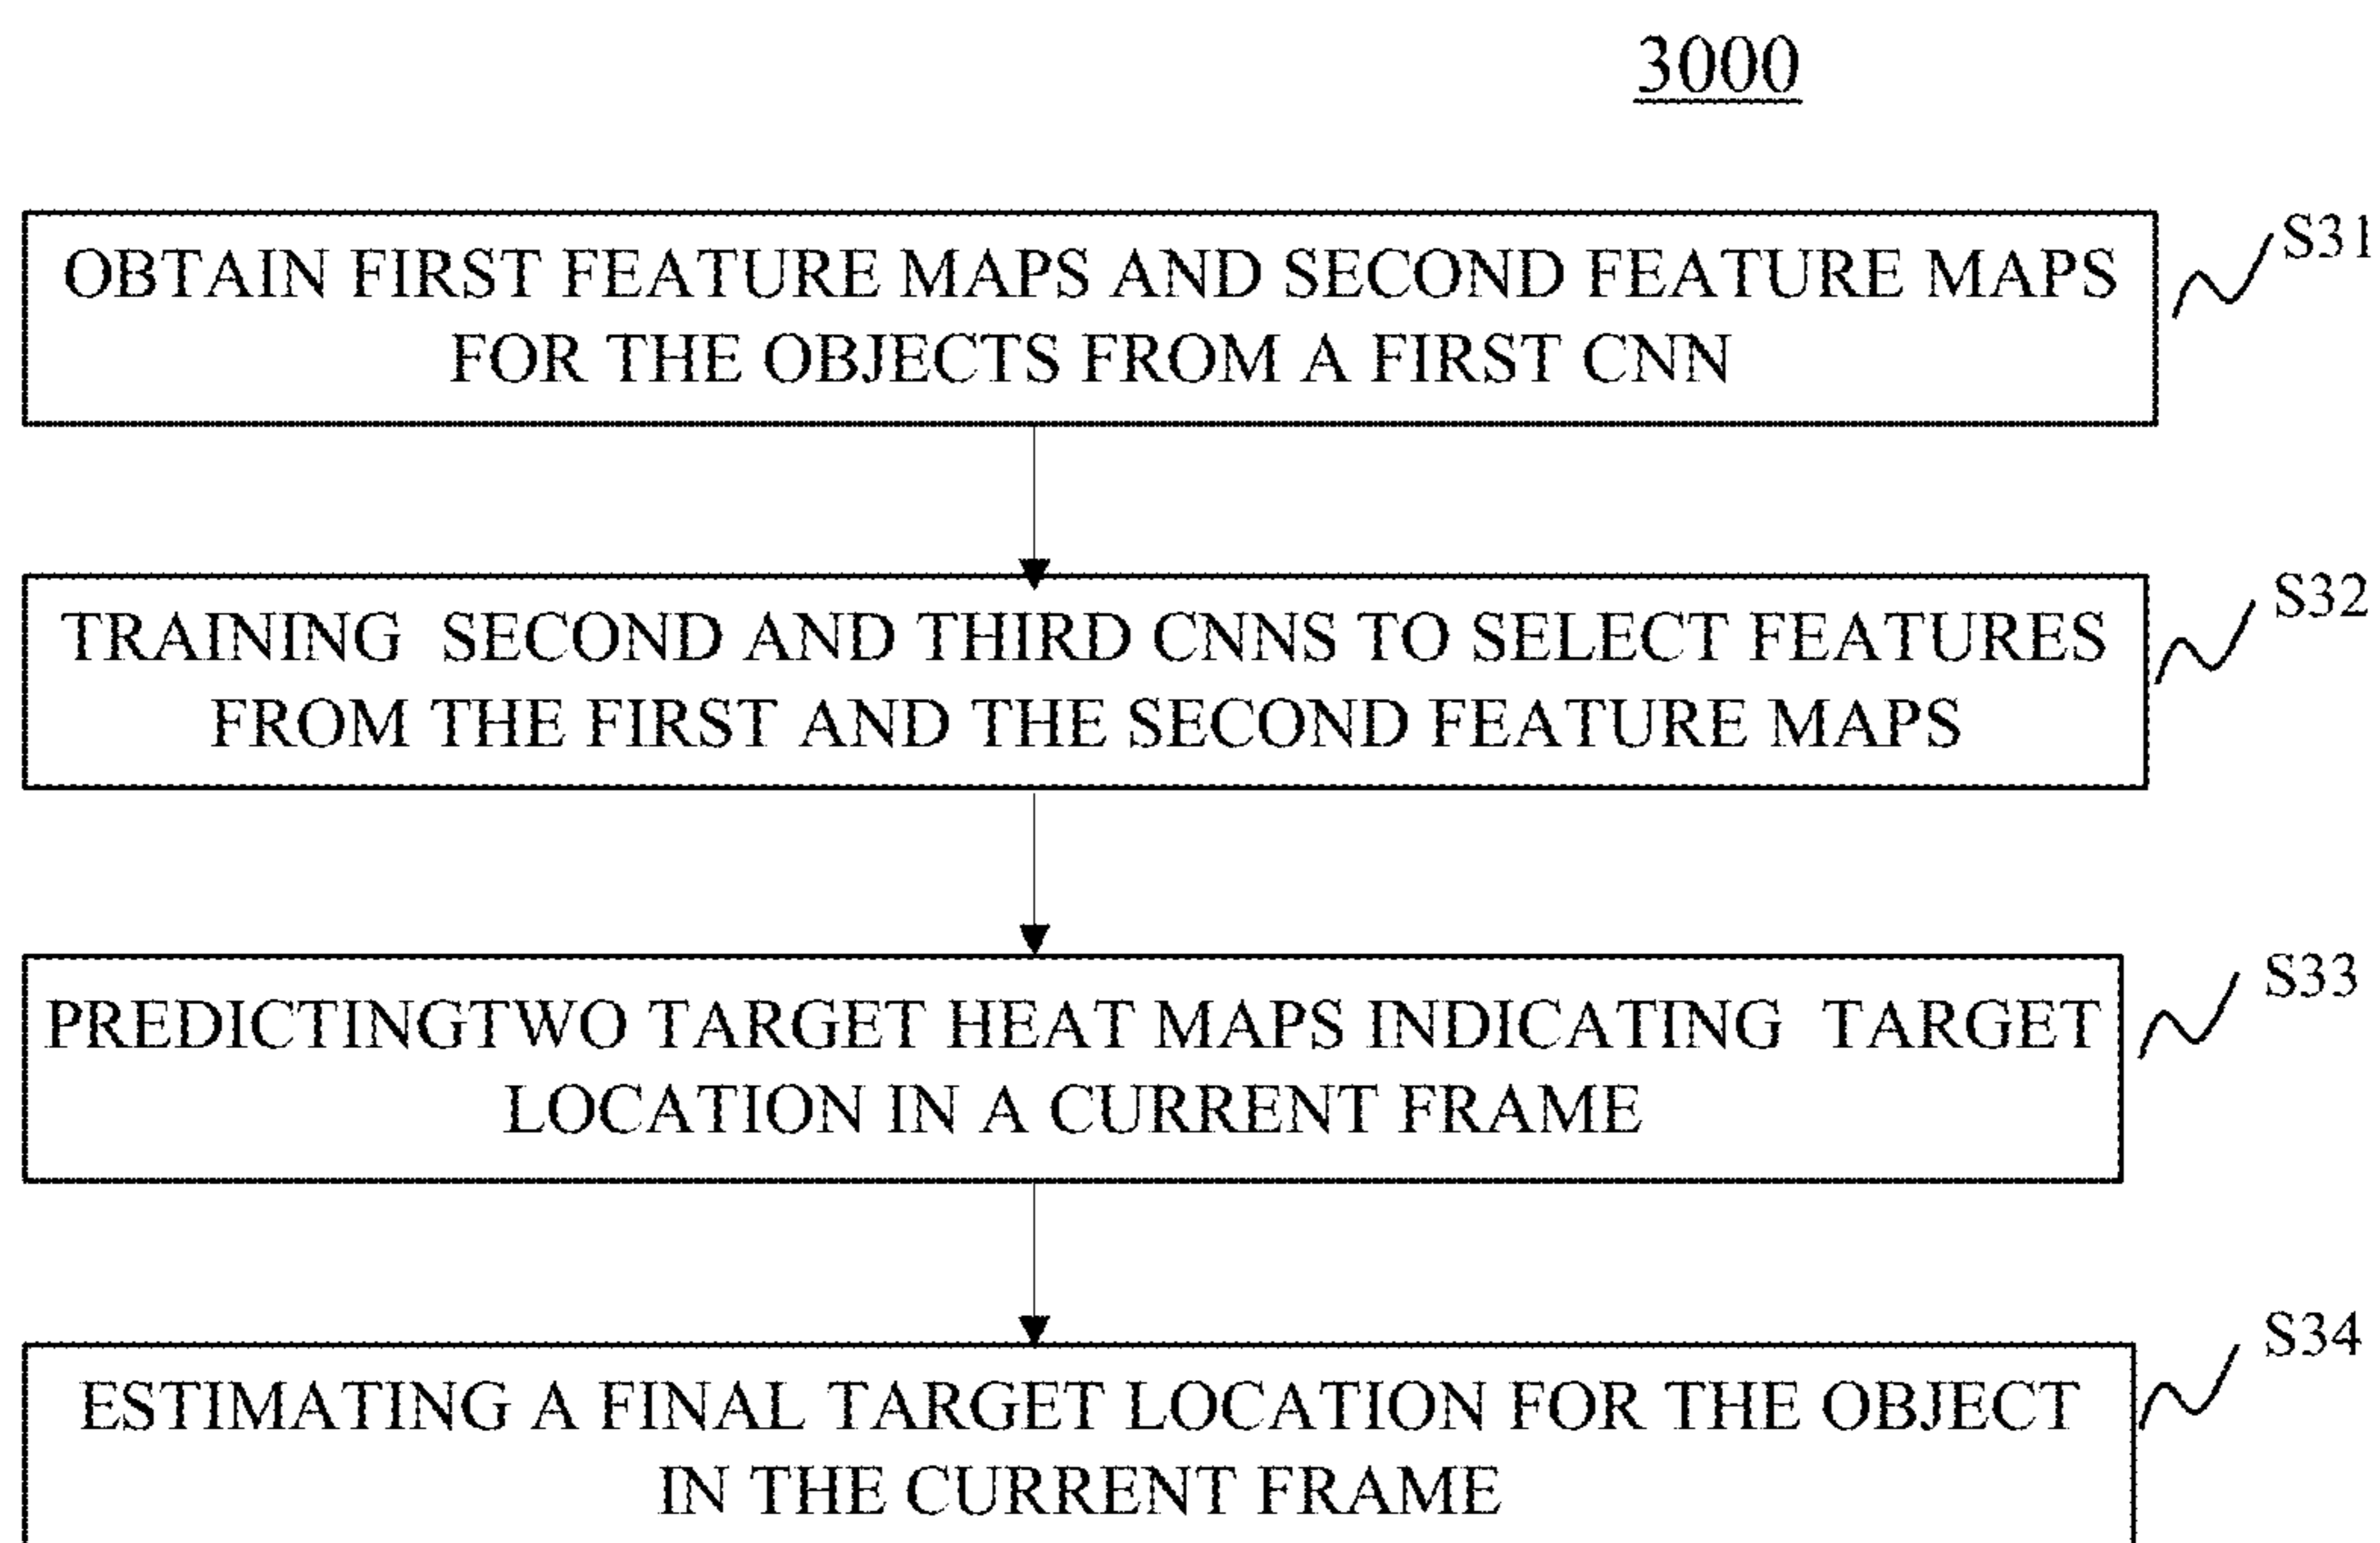 3000
OBTAIN FIRST FEATURE MAPS AND SECOND FEATURE MAPS
FOR THE OBJECTS FROM A FIRST CNN
S31
TRAINING SECOND AND THIRD CNNS TO SELECT FEATURES
FROM THE FIRST AND THE SECOND FEATURE MAPS
S32
PREDICTINGTWO TARGET HEAT MAPS INDICATING TARGET
LOCATION IN A CURRENT FRAME
S33
ESTIMATING A FINAL TARGET LOCATION FOR THE OBJECT
IN THE CURRENT FRAME
S34